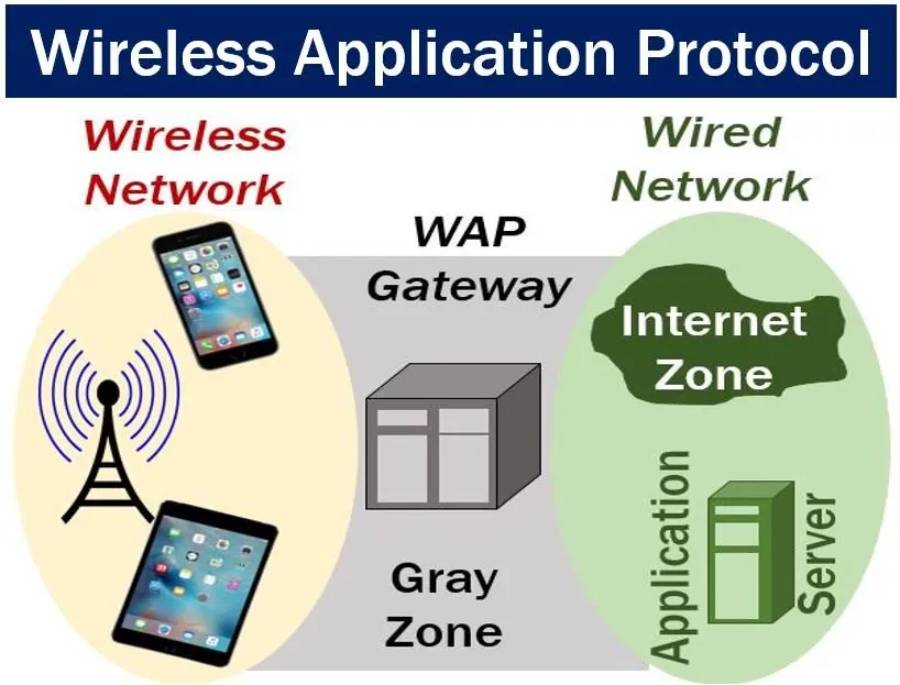 Wireless Application Protocol
Wireless
Network
WAP
Gateway
Gray
Zone
Wired
Network
Internet
Zone
Application
Server